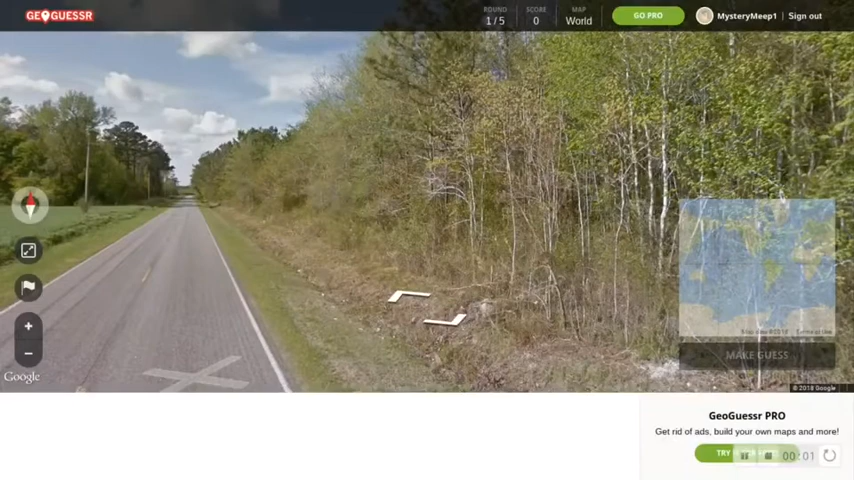 GEOGUESSR
ROUND
1 / 5
SCORE
0
MAP
World
GO PRO
MysteryMeep1
Sign out
+
−
MAKE GUESS
Google
© 2018 Google
GeoGuessr PRO
Get rid of ads, build your own maps and more!
TRY
00:01